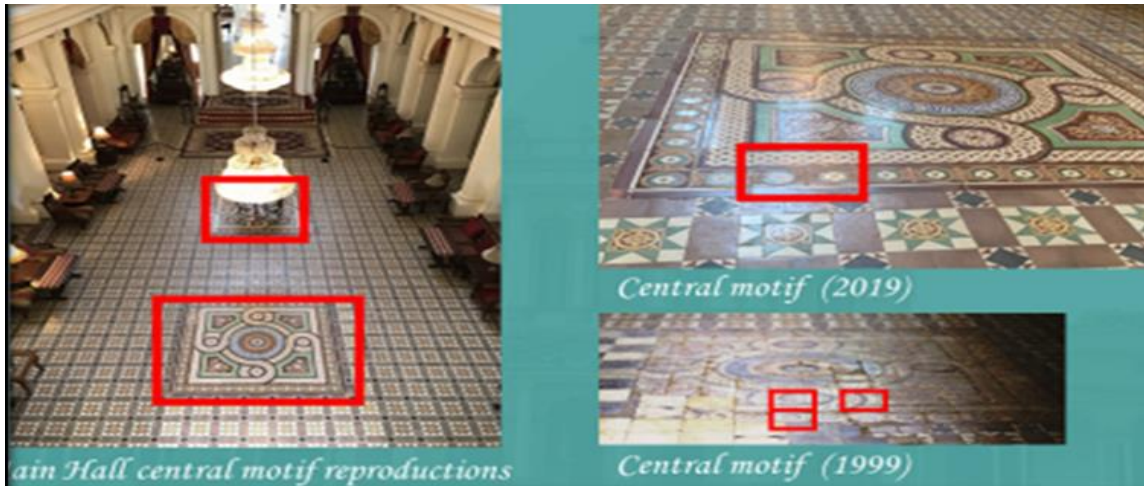 ain Hall central motif reproductions
Central motif (2019)
Central motif (1999)